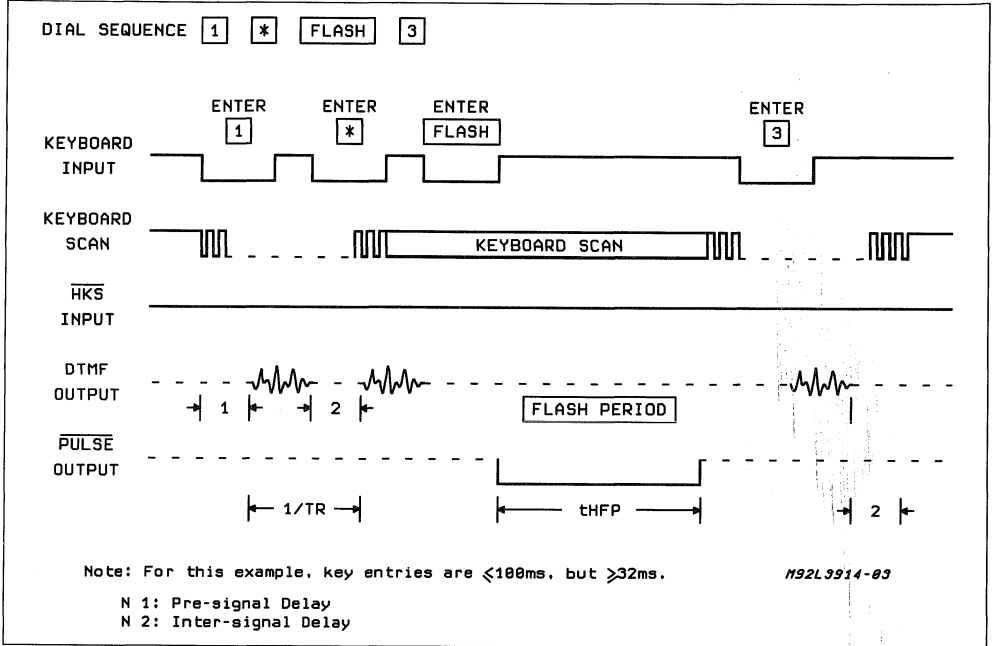 DIAL SEQUENCE 1 * FLASH 3
ENTER ENTER ENTER ENTER
1 * FLASH 3
KEYBOARD
INPUT
KEYBOARD
SCAN
KEYBOARD SCAN
HKS
INPUT
DTMF
OUTPUT
1 2 FLASH PERIOD
PULSE
OUTPUT
1/TR tHFP 2
Note: For this example, key entries are ⩽100ms, but ⩾32ms.
M92L3914-03
N 1: Pre-signal Delay
N 2: Inter-signal Delay